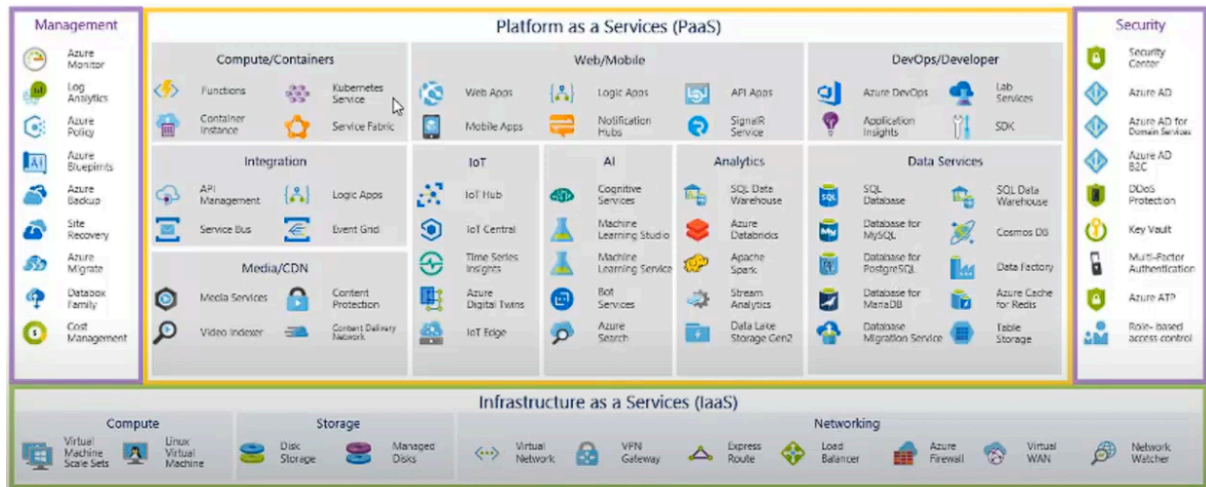 Management
Azure
Monitor
Log
Analytics
Azure
Policy
Azure
Blueprints
Azure
Backup
Site
Recovery
Azure
Migrate
Databox
Family
Cost
Management
Platform as a Services (PaaS)
Compute/Containers
Functions
Kubernetes
Service
Container
Instance
Service Fabric
Web/Mobile
Web Apps
Logic Apps
API Apps
Mobile Apps
Notification
Hubs
SignalR
Service
DevOps/Developer
Azure DevOps
Lab
Services
Application
Insights
SDK
Integration
API
Management
Logic Apps
Service Bus
Event Grid
Media/CDN
Media Services
Content
Protection
Video Indexer
Content Delivery
Network
IoT
IoT Hub
IoT Central
Time Series
Insights
Azure
Digital Twins
IoT Edge
AI
Cognitive
Services
Machine
Learning Studio
Machine
Learning Service
Bot
Services
Azure
Search
Analytics
SQL Data
Warehouse
Azure
Databricks
Apache
Spark
Stream
Analytics
Data Lake
Storage Gen2
Data Services
SQL
SQL
Database
SQL Data
Warehouse
Database for
MySQL
Cosmos DB
Database for
PostgreSQL
Data Factory
Database for
MariaDB
Azure Cache
for Redis
Database
Migration Service
Table
Storage
Security
Security
Center
Azure AD
Azure AD for
Domain Services
Azure AD
B2C
DDoS
Protection
Key Vault
Multi-Factor
Authentication
Azure ATP
Role- based
access control
Infrastructure as a Services (IaaS)
Compute
Virtual
Machine
Scale Sets
Linux
Virtual
Machine
Storage
Disk
Storage
Managed
Disks
Networking
Virtual
Network
VPN
Gateway
Express
Route
Load
Balancer
Azure
Firewall
Virtual
WAN
Network
Watcher